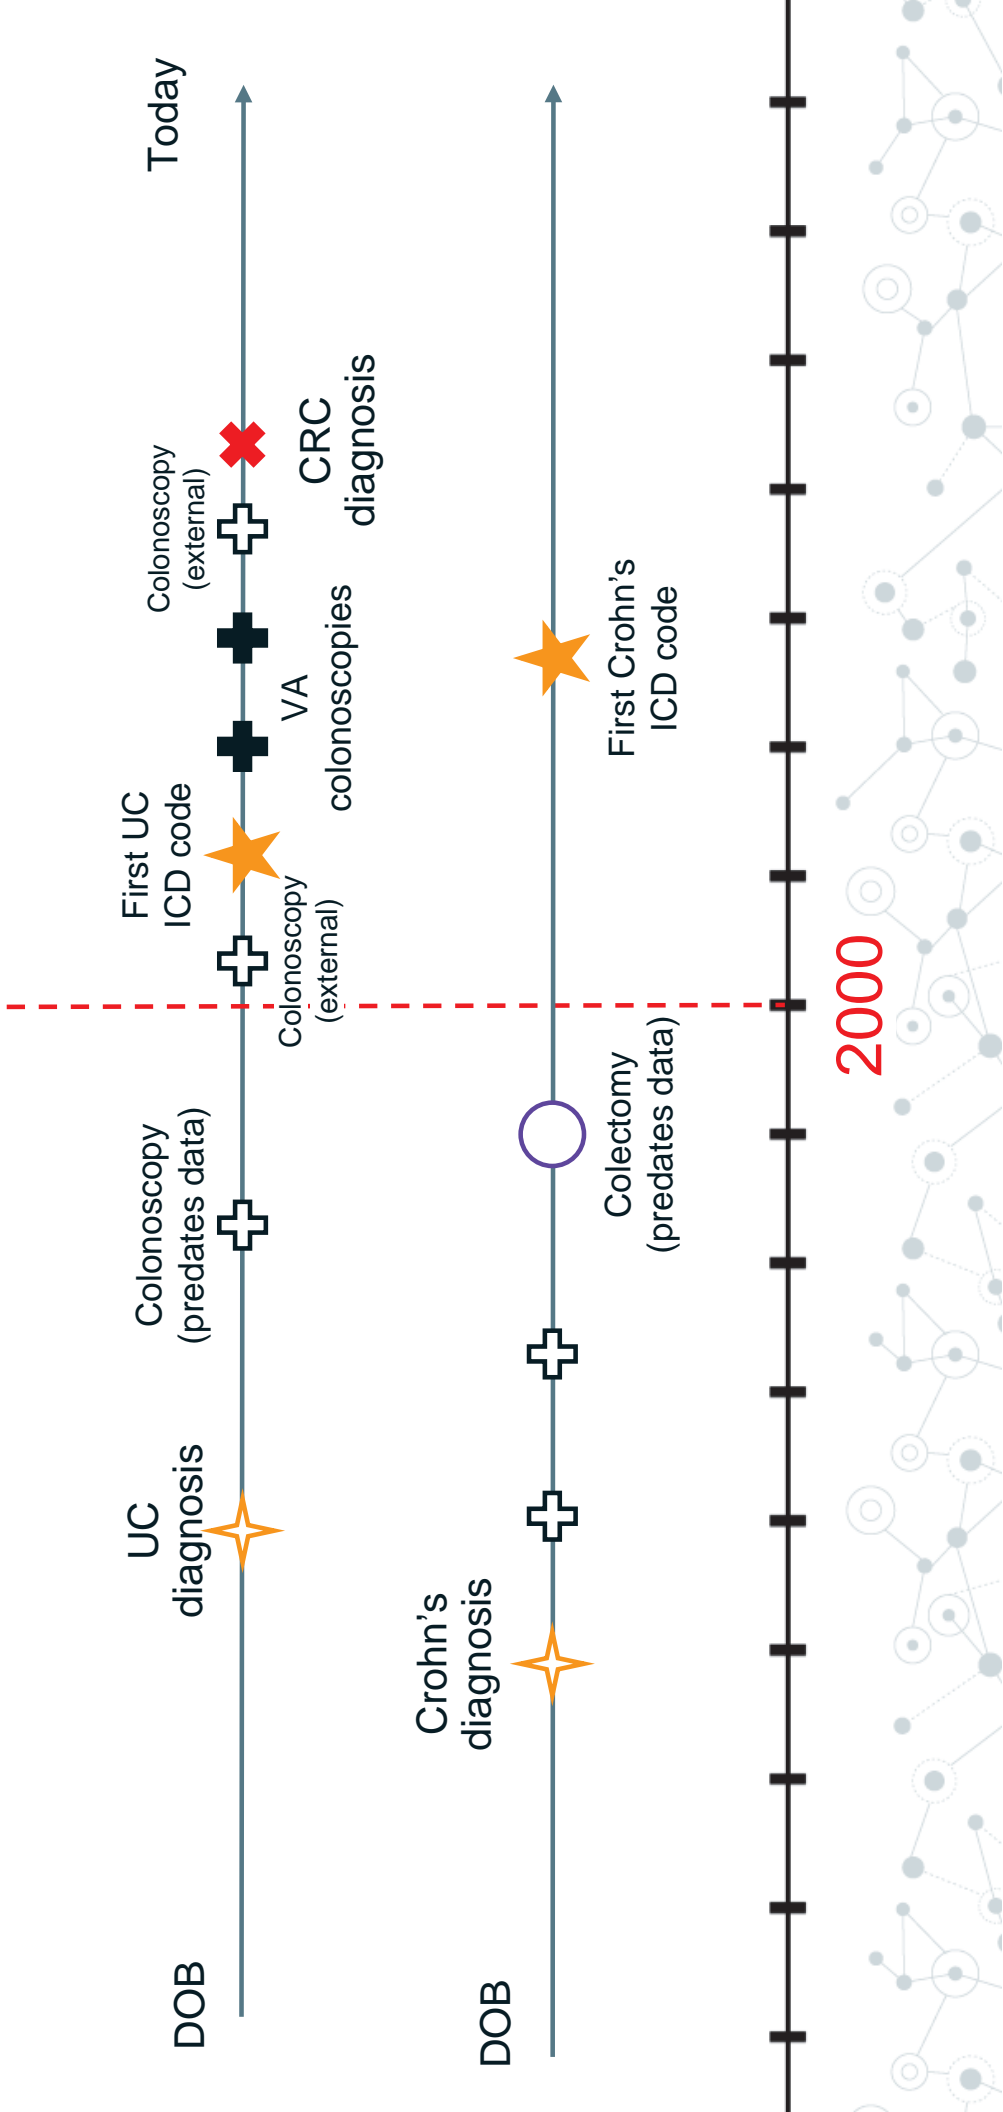 Today
Colonoscopy
(external)
CRC
diagnosis
VA
colonoscopies
First UC
ICD code
Colonoscopy
(external)
Colonoscopy
(predates data)
UC
diagnosis
DOB
First Crohn’s
ICD code
Colectomy
(predates data)
Crohn’s
diagnosis
DOB
2000